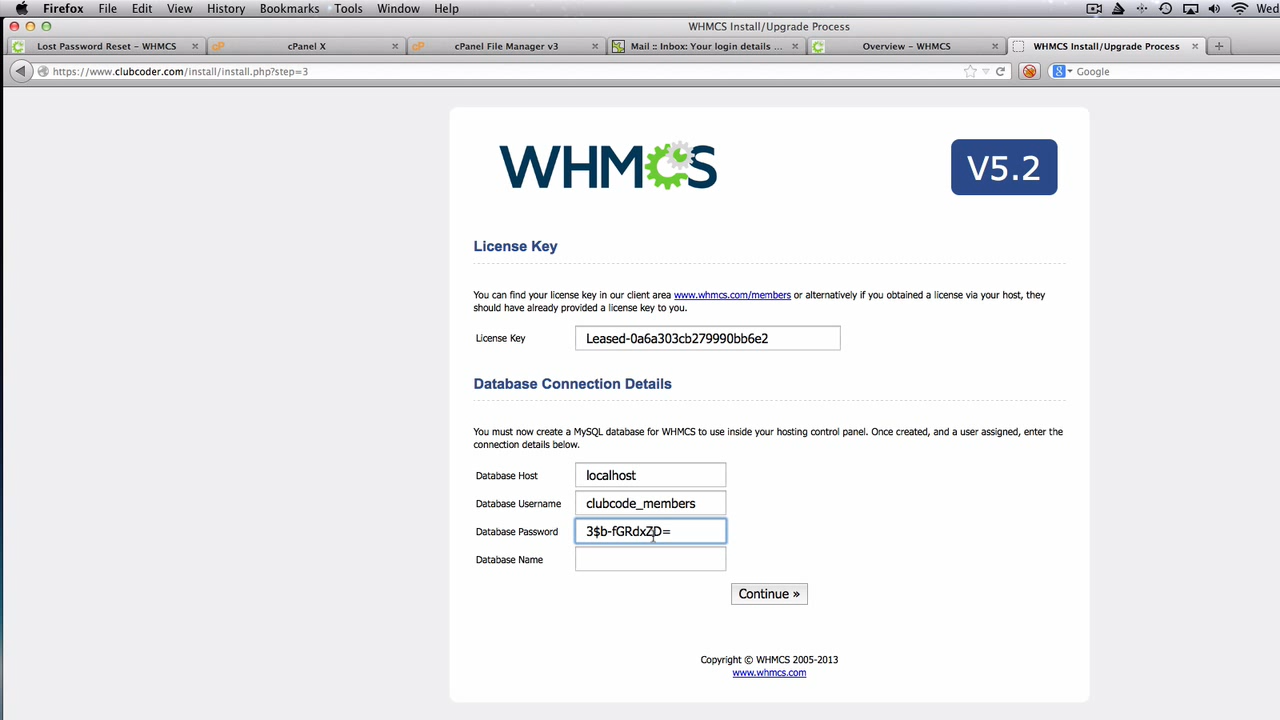 Firefox File Edit View History Bookmarks Tools Window Help Wed
WHMCS Install/Upgrade Process
Lost Password Reset - WHMCS × cPanel X × cPanel File Manager v3 × Mail :: Inbox: Your login details ... × Overview - WHMCS × WHMCS Install/Upgrade Process × +
https://www.clubcoder.com/install/install.php?step=3 Google
WHMCS V5.2
License Key
You can find your license key in our client area www.whmcs.com/members or alternatively if you obtained a license via your host, they
should have already provided a license key to you.
License Key Leased-0a6a303cb279990bb6e2
Database Connection Details
You must now create a MySQL database for WHMCS to use inside your hosting control panel. Once created, and a user assigned, enter the
connection details below.
Database Host localhost
Database Username clubcode_members
Database Password 3$b-fGRdxZD=
Database Name
Continue »
Copyright © WHMCS 2005-2013
www.whmcs.com